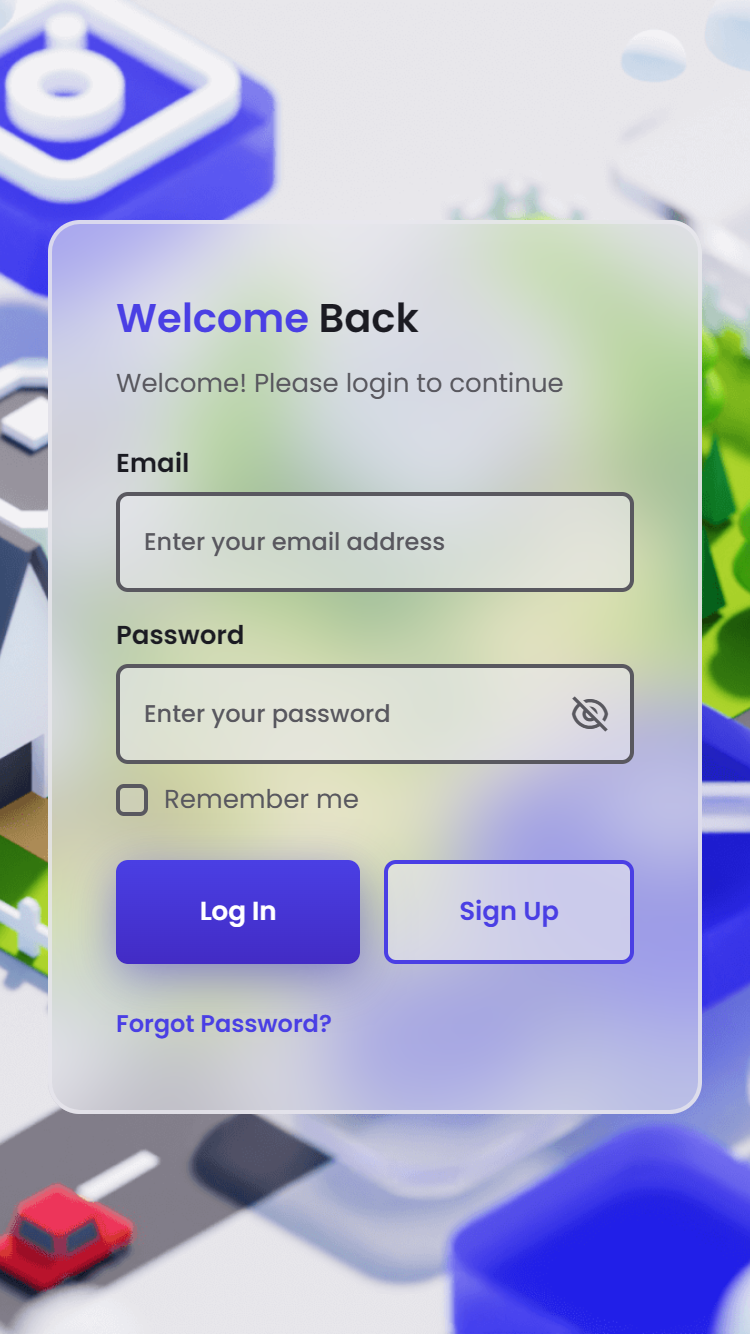 Welcome Back
Welcome! Please login to continue
Email
Enter your email address
Password
Enter your password
Remember me
Log In
Sign Up
Forgot Password?